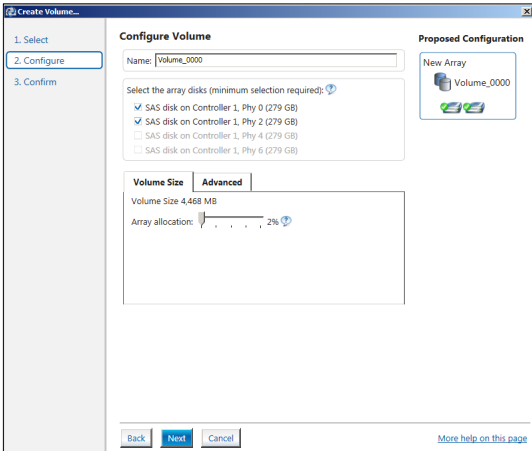 Create Volume...
1. Select
2. Configure
3. Confirm
Configure Volume
Name: Volume_0000
Select the array disks (minimum selection required):
SAS disk on Controller 1, Phy 0 (279 GB)
SAS disk on Controller 1, Phy 2 (279 GB)
SAS disk on Controller 1, Phy 4 (279 GB)
SAS disk on Controller 1, Phy 6 (279 GB)
Volume Size Advanced
Volume Size 4,468 MB
Array allocation: 2%
Proposed Configuration
New Array
Volume_0000
Back Next Cancel
More help on this page